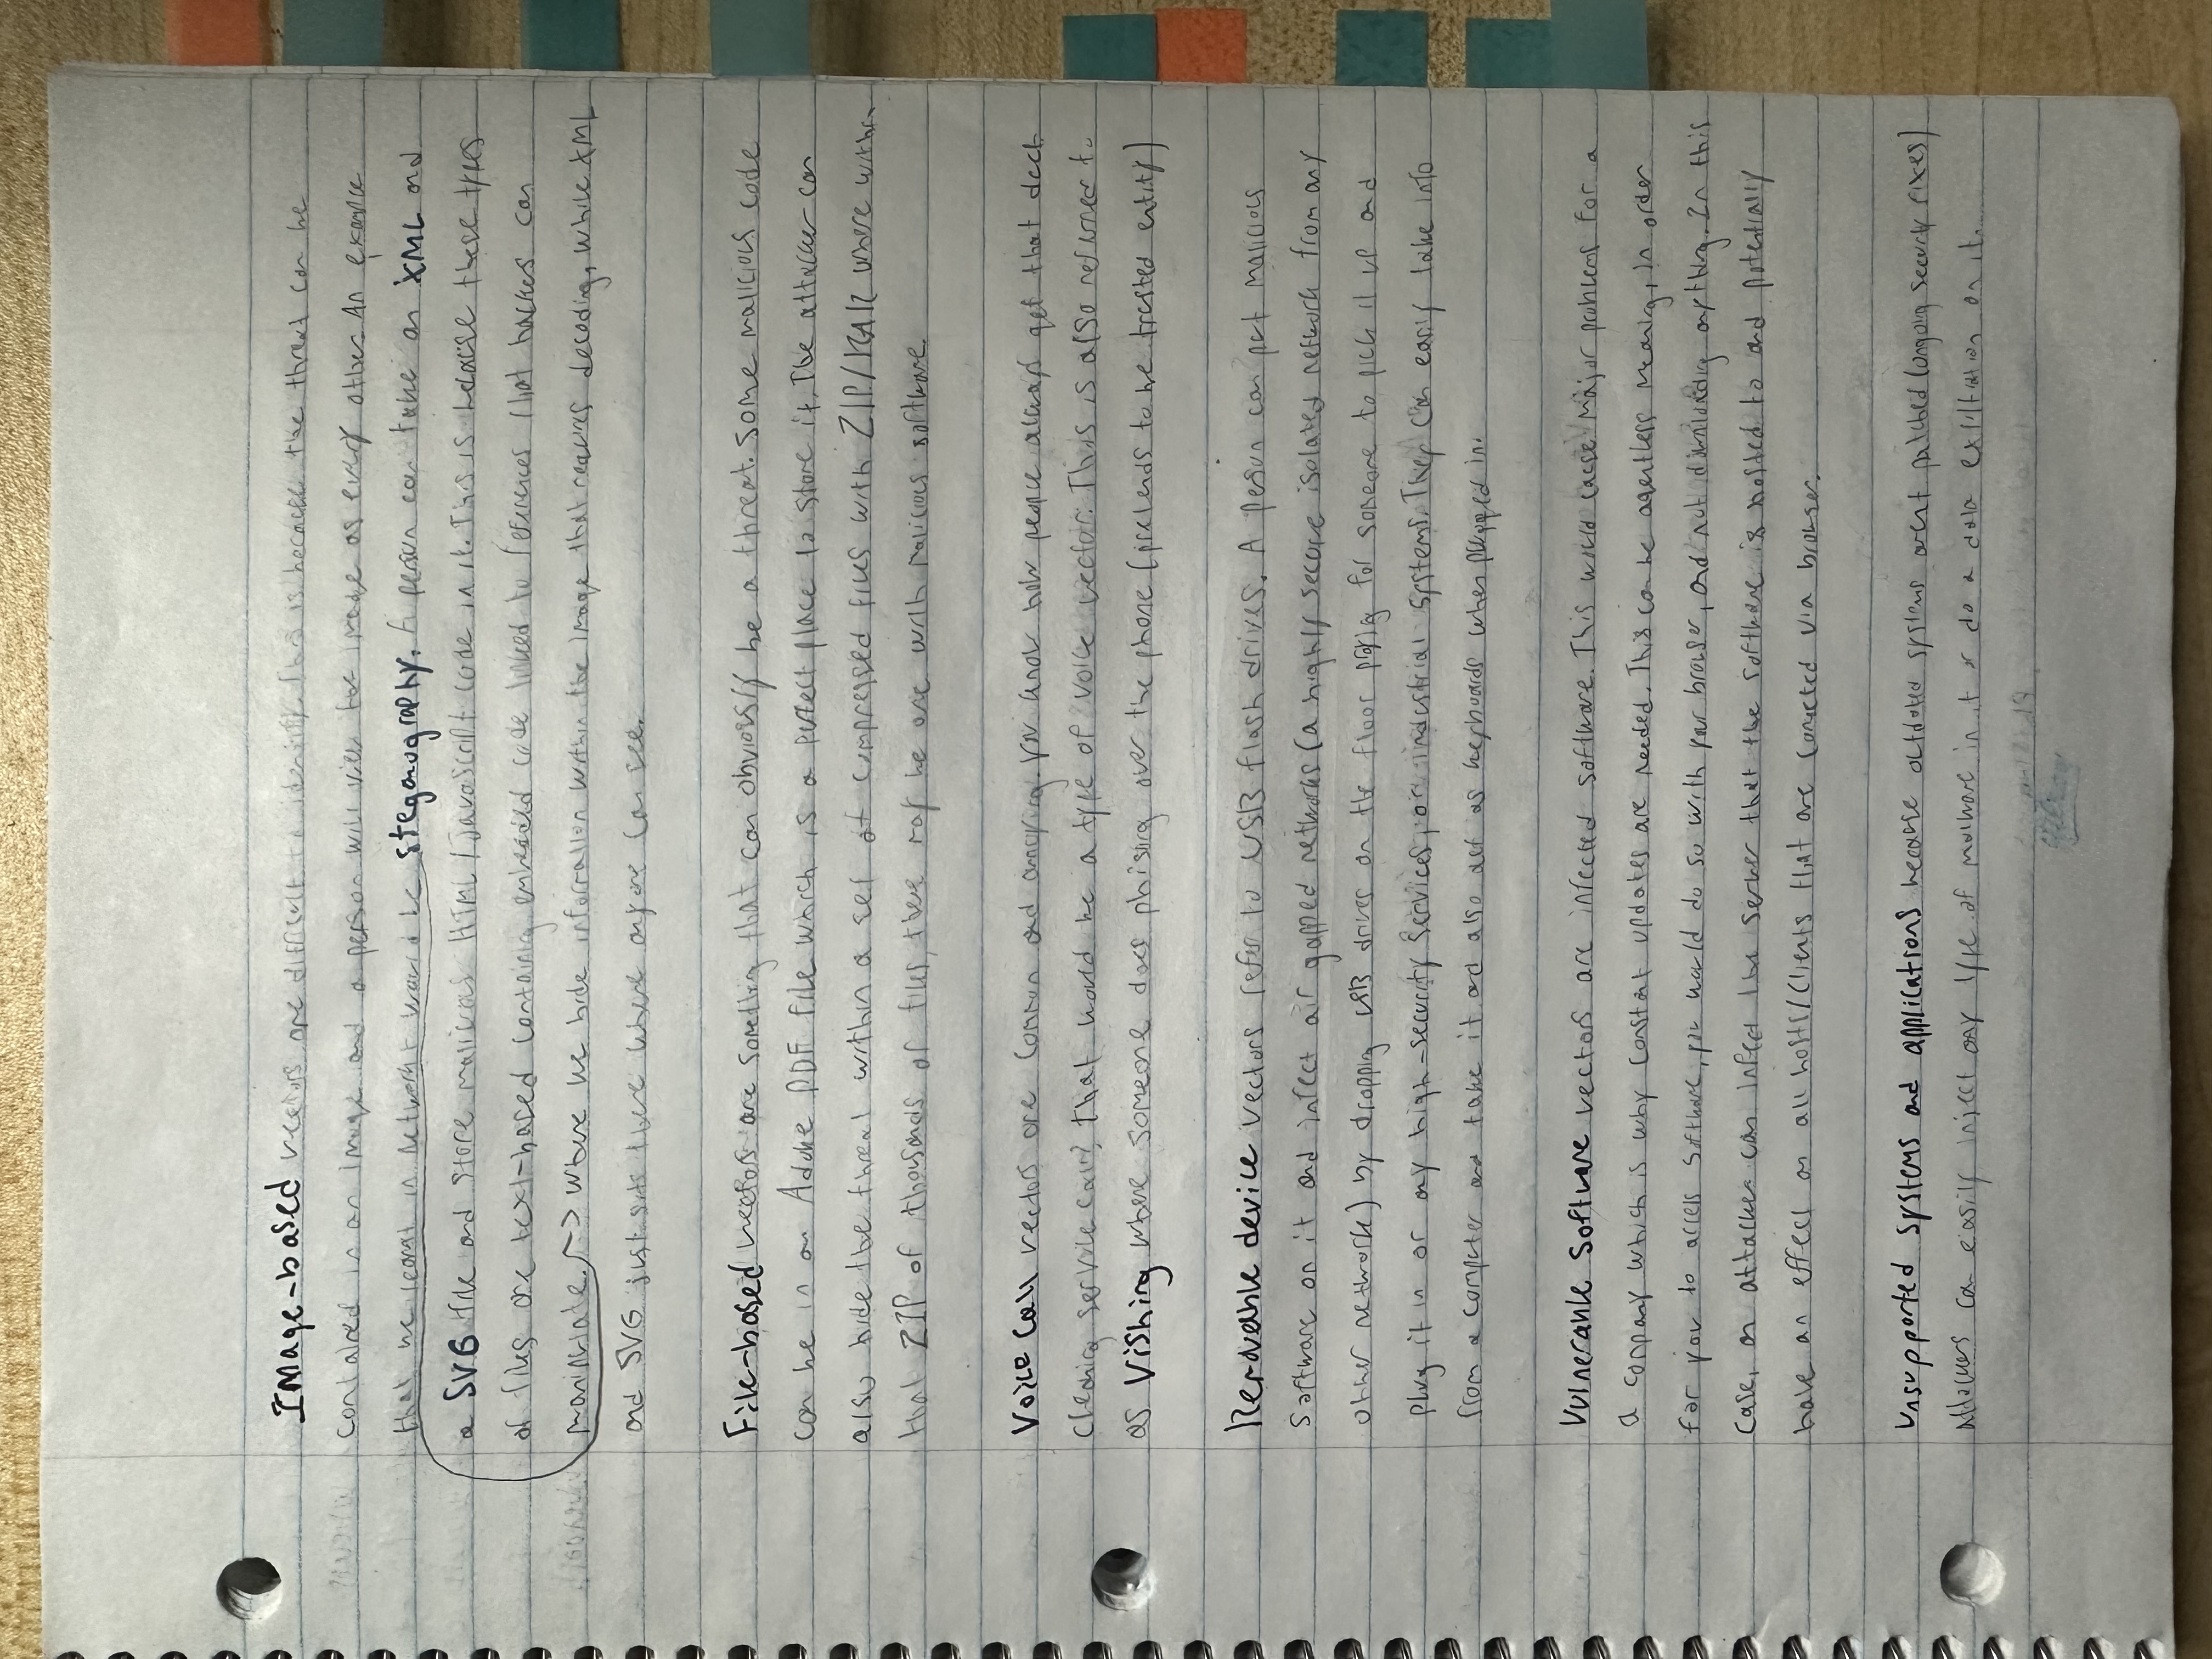 Image-based vectors are difficult to identify. This is because the threat can be
contained in an image and a person will view the image as every other. An example
that we learnt in Network+ would be steganography. A person can take an XML and
a SVG file and store malicious HTML/JavaScript code in it. This is because these types
of files are text-based containing embedded code linked to references that hackers can
manipulate. -> where we hide information within the image that requires decoding, while XML
and SVG just sits there where anyone can see.
File-based vectors are something that can obviously be a threat. Some malicious code
can be in an Adobe PDF file which is a perfect place to store it. The attacker can
also hide the threat within a set of compressed files with ZIP/RAR where within
that ZIP of thousands of files, there may be one with malicious software.
Voice Call vectors are common and annoying. You know how people always get that duct
cleaning service call? That would be a type of voice vector. This is also referred to
as Vishing where someone does phising over the phone (pretends to be trusted entity)
Removeable device vectors refer to USB flash drives. A person can put malicious
software on it and infect air gapped networks (a highly secure isolated network from any
other network) by dropping USB drives on the floor praying for someone to pick it up and
plug it in or any high-security services, or industrial systems. They can easily take info
from a computer and take it and also act as keyboards when plugged in.
Vulnerable Software vectors are infected software. This would cause major problems for a
a company which is why constant updates are needed. This can be agentless meaning, in order
for you to access software, you would do so with your browser, and not downloading anything. In this
case, an attacker can infect the server that the software is hosted to and potentially
have an effect on all hosts/clients that are connected via browser.
Unsupported systems and applications because outdated systems arent patched (ongoing security fixes)
attackers can easily inject any type of malware in it or do a data exfiltration on it.